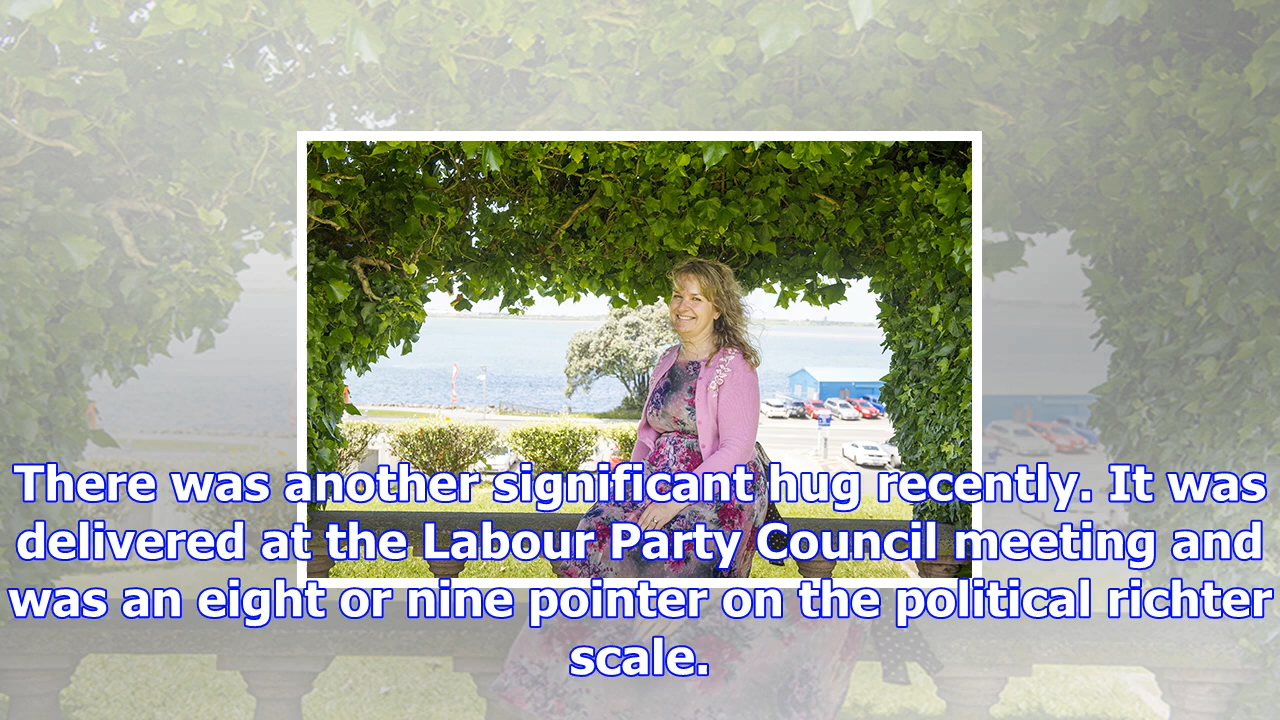 There was another significant hug recently. It was
delivered at the Labour Party Council meeting and
was an eight or nine pointer on the political richter
scale.